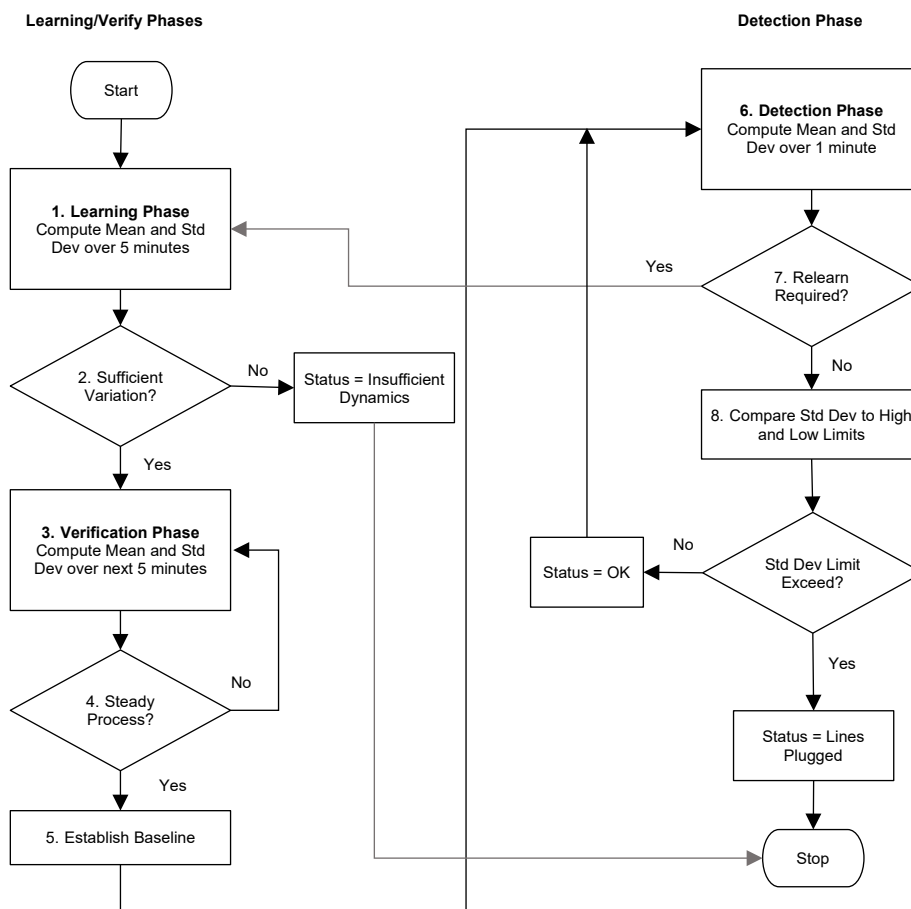 Learning/Verify Phases
Start
1. Learning Phase
Compute Mean and Std
Dev over 5 minutes
2. Sufficient
Variation?
No
Status = Insufficient
Dynamics
Yes
3. Verification Phase
Compute Mean and Std
Dev over next 5 minutes
4. Steady
Process?
No
Yes
5. Establish Baseline
Detection Phase
6. Detection Phase
Compute Mean and Std
Dev over 1 minute
7. Relearn
Required?
Yes
No
8. Compare Std Dev to High
and Low Limits
Std Dev Limit
Exceed?
No
Status = OK
Yes
Status = Lines
Plugged
Stop